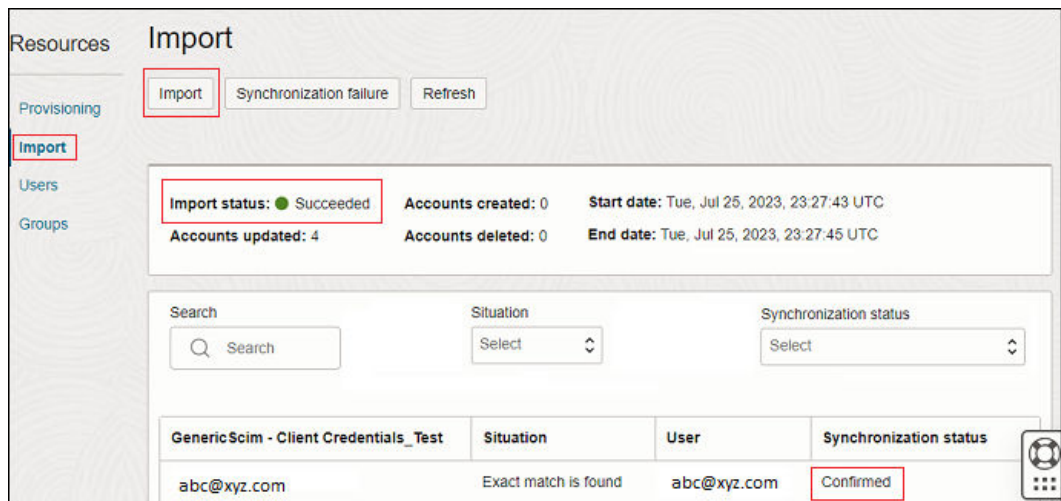 Resources
Import
Import Synchronization failure Refresh
Provisioning
Import
Users
Groups
Import status: Succeeded Accounts created: 0 Start date: Tue, Jul 25, 2023, 23:27:43 UTC
Accounts updated: 4 Accounts deleted: 0 End date: Tue, Jul 25, 2023, 23:27:45 UTC
Search Situation Synchronization status
Search Select Select
GenericScim - Client Credentials_Test Situation User Synchronization status
abc@xyz.com Exact match is found abc@xyz.com Confirmed